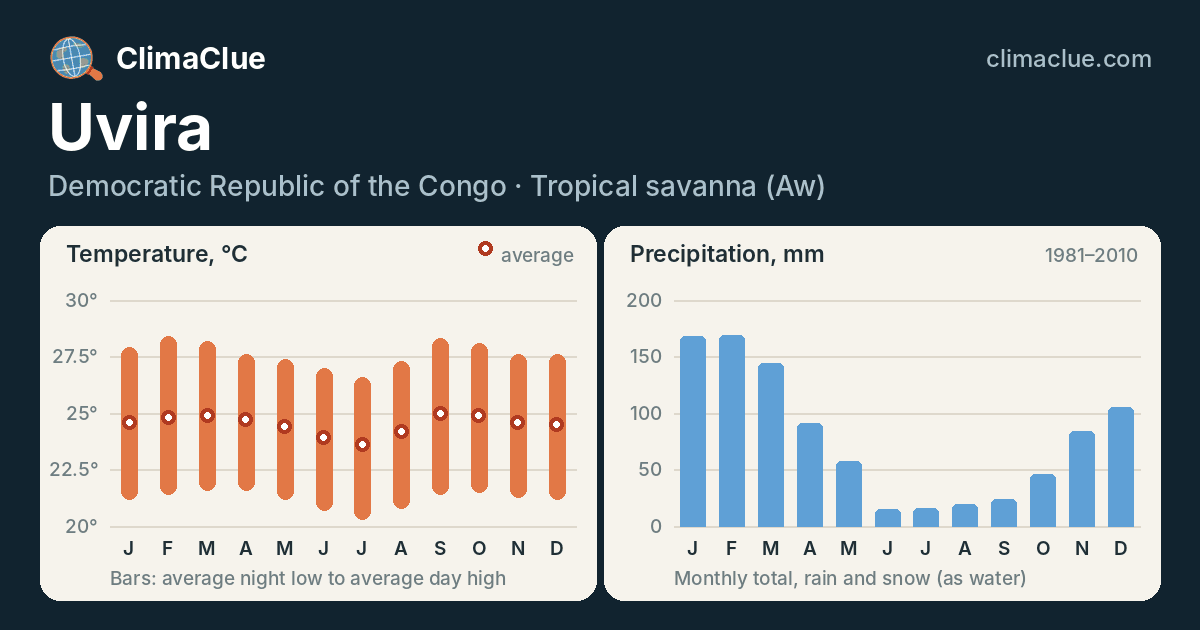 ClimaClue
climaclue.com
Uvira
Democratic Republic of the Congo · Tropical savanna (Aw)
Temperature, °C
average
30°
27.5°
25°
22.5°
20°
J F M A M J J A S O N D
Bars: average night low to average day high
Precipitation, mm
1981–2010
200
150
100
50
0
J F M A M J J A S O N D
Monthly total, rain and snow (as water)